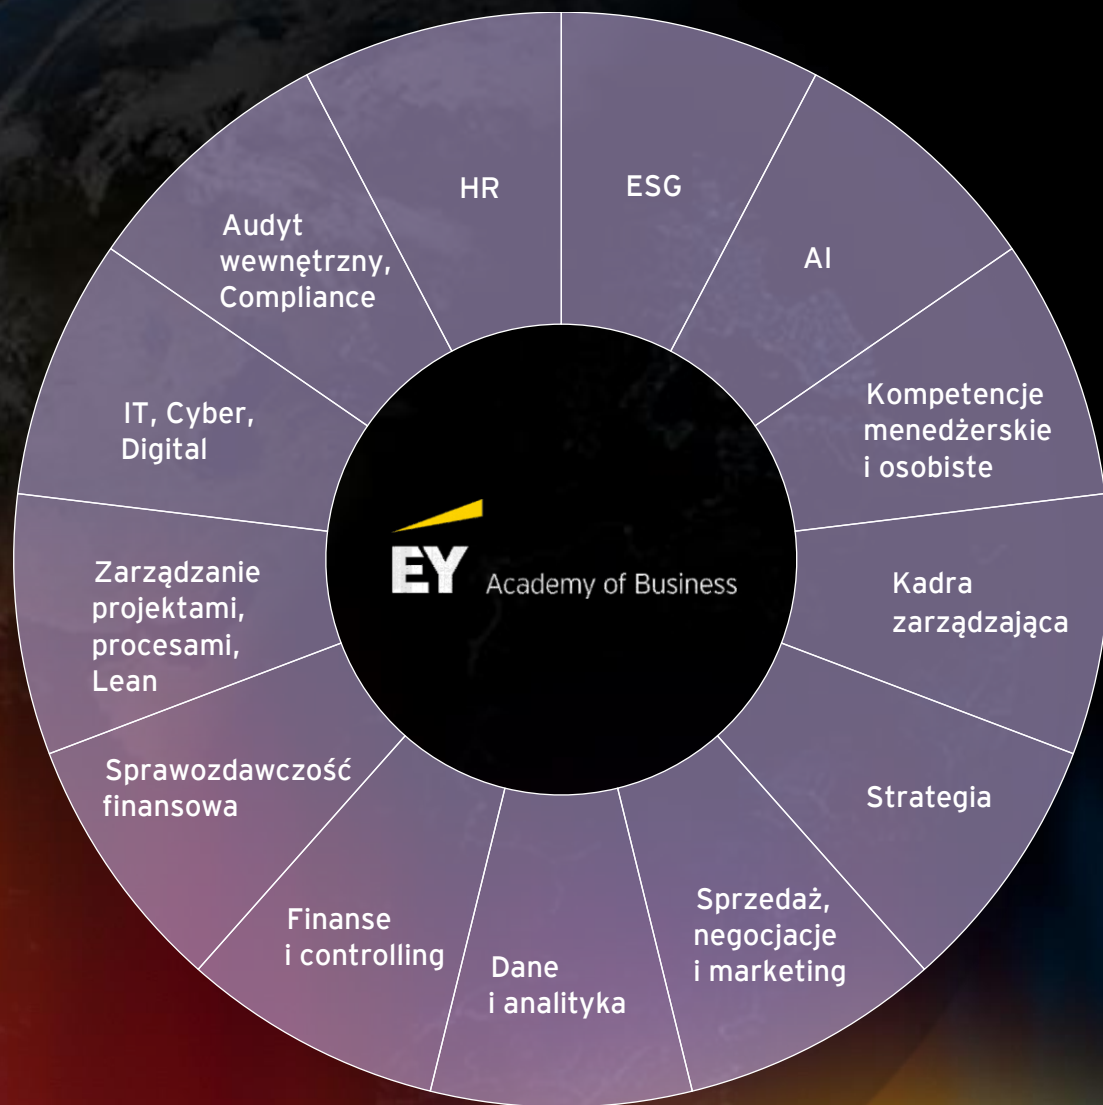 HR
ESG
AI
Kompetencje
menedżerskie
i osobiste
Kadra
zarządzająca
Strategia
Sprzedaż,
negocjacje
i marketing
Dane
i analityka
Finanse
i controlling
Sprawozdawczość
finansowa
Zarządzanie
projektami,
procesami,
Lean
IT, Cyber,
Digital
Audyt
wewnętrzny,
Compliance
EY Academy of Business